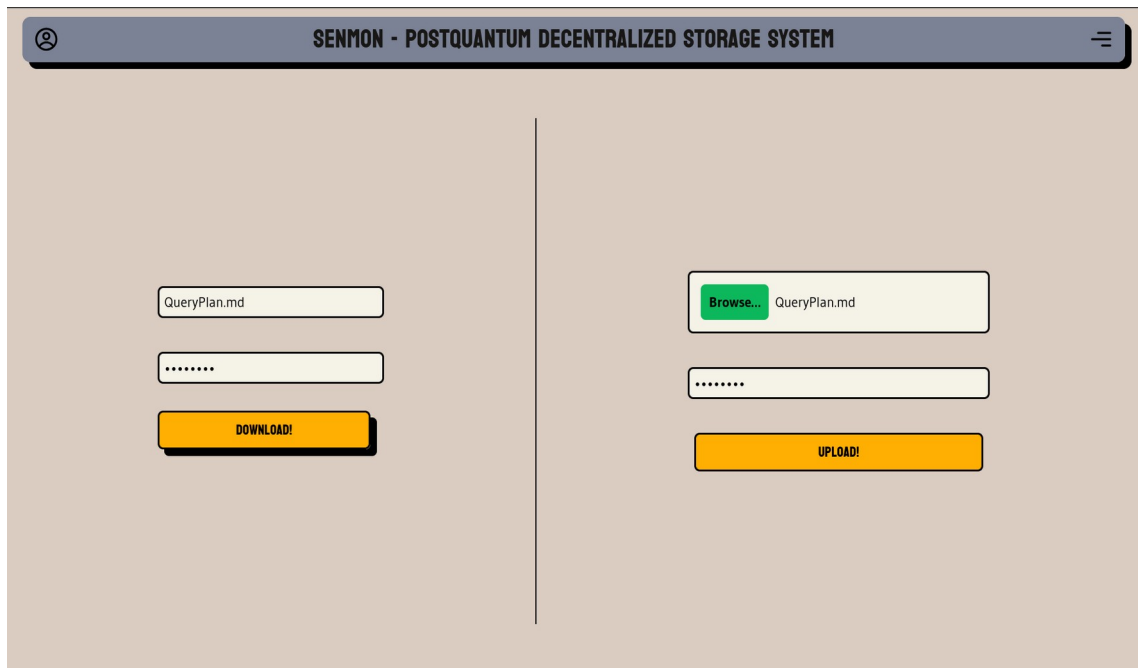 SENMON - POSTQUANTUM DECENTRALIZED STORAGE SYSTEM
QueryPlan.md
••••••••
DOWNLOAD!
Browse... QueryPlan.md
••••••••
UPLOAD!